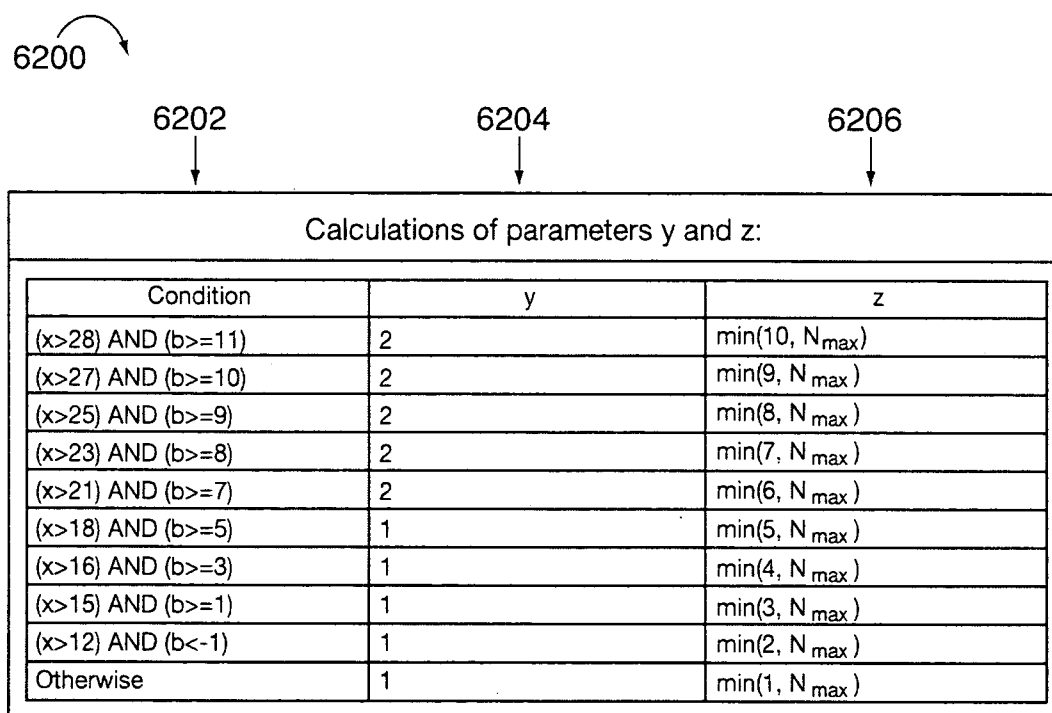 6200
6202 6204 6206
Calculations of parameters y and z:
Condition y z
(x>28) AND (b>=11) 2 min(10, Nmax)
(x>27) AND (b>=10) 2 min(9, Nmax)
(x>25) AND (b>=9) 2 min(8, Nmax)
(x>23) AND (b>=8) 2 min(7, Nmax)
(x>21) AND (b>=7) 2 min(6, Nmax)
(x>18) AND (b>=5) 1 min(5, Nmax)
(x>16) AND (b>=3) 1 min(4, Nmax)
(x>15) AND (b>=1) 1 min(3, Nmax)
(x>12) AND (b<-1) 1 min(2, Nmax)
Otherwise 1 min(1, Nmax)